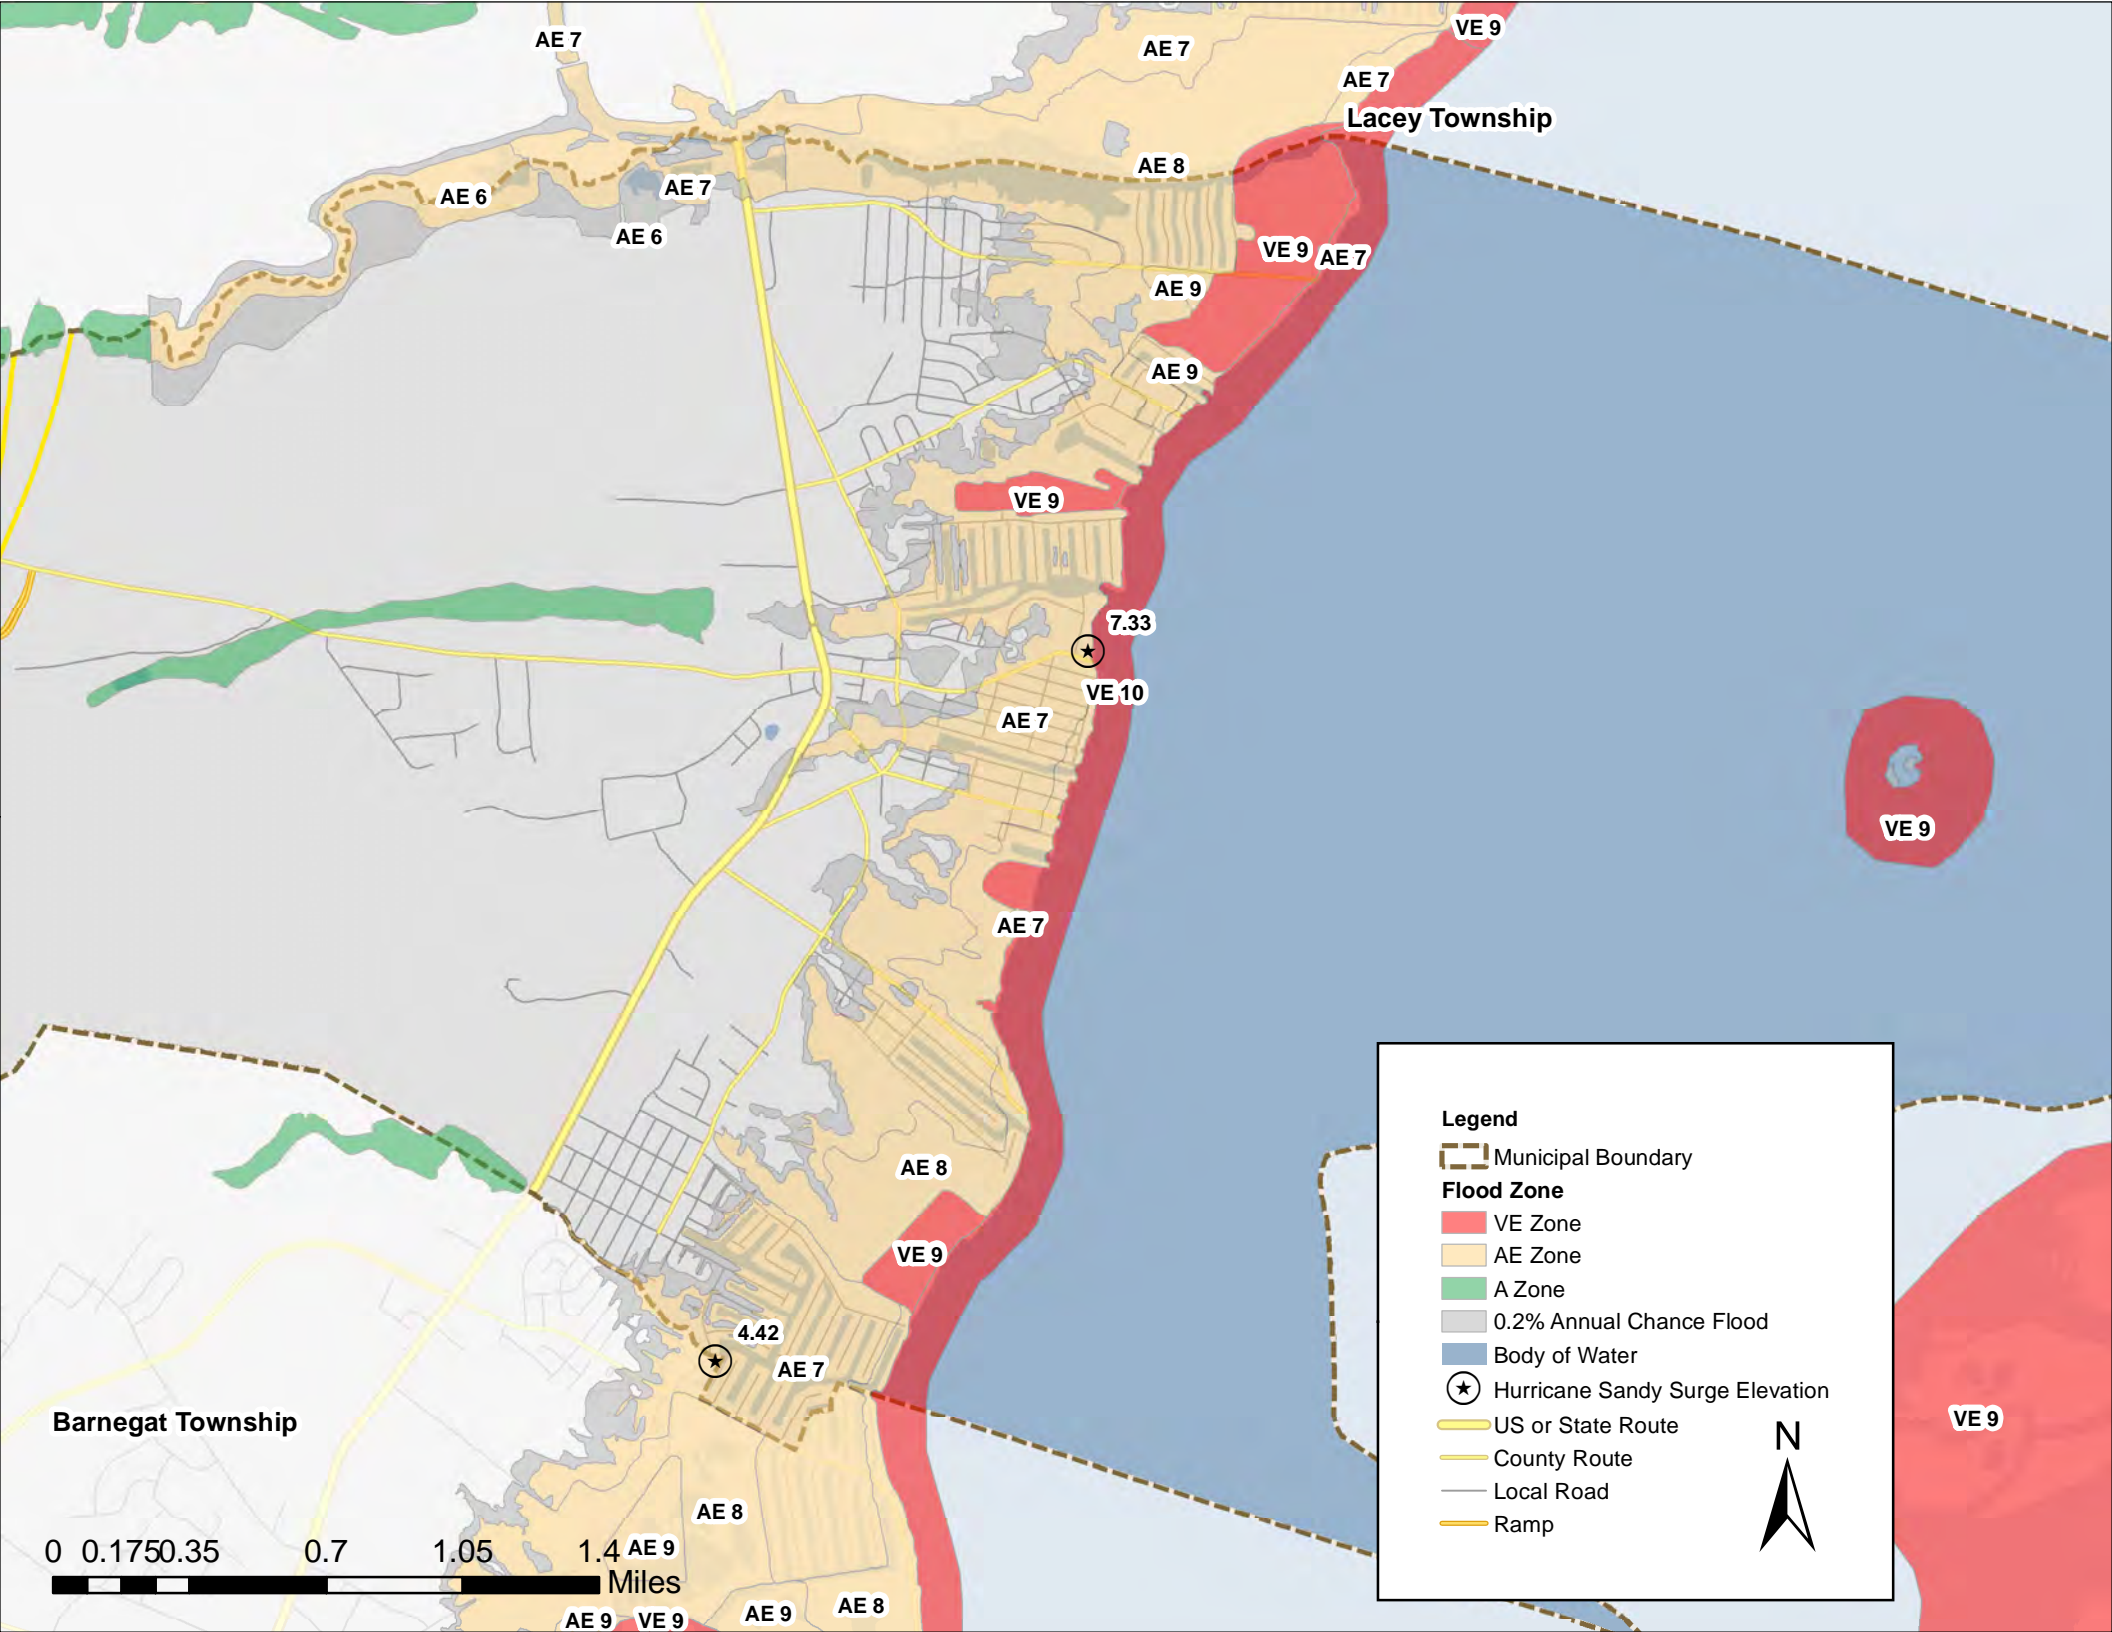 VE 9
AE 7
AE 7
AE 7
Lacey Township
AE 8
AE 7
AE 6
AE 6
VE 9
AE 7
AE 9
AE 9
VE 9
7.33
VE 10
AE 7
VE 9
AE 7
AE 8
VE 9
4.42
AE 7
Barnegat Township
VE 9
AE 8
AE 9
AE 9
VE 9
AE 9
AE 8
0 0.175 0.35 0.7 1.05 1.4
Miles
Legend
Municipal Boundary
Flood Zone
VE Zone
AE Zone
A Zone
0.2% Annual Chance Flood
Body of Water
Hurricane Sandy Surge Elevation
US or State Route
County Route
Local Road
Ramp
N